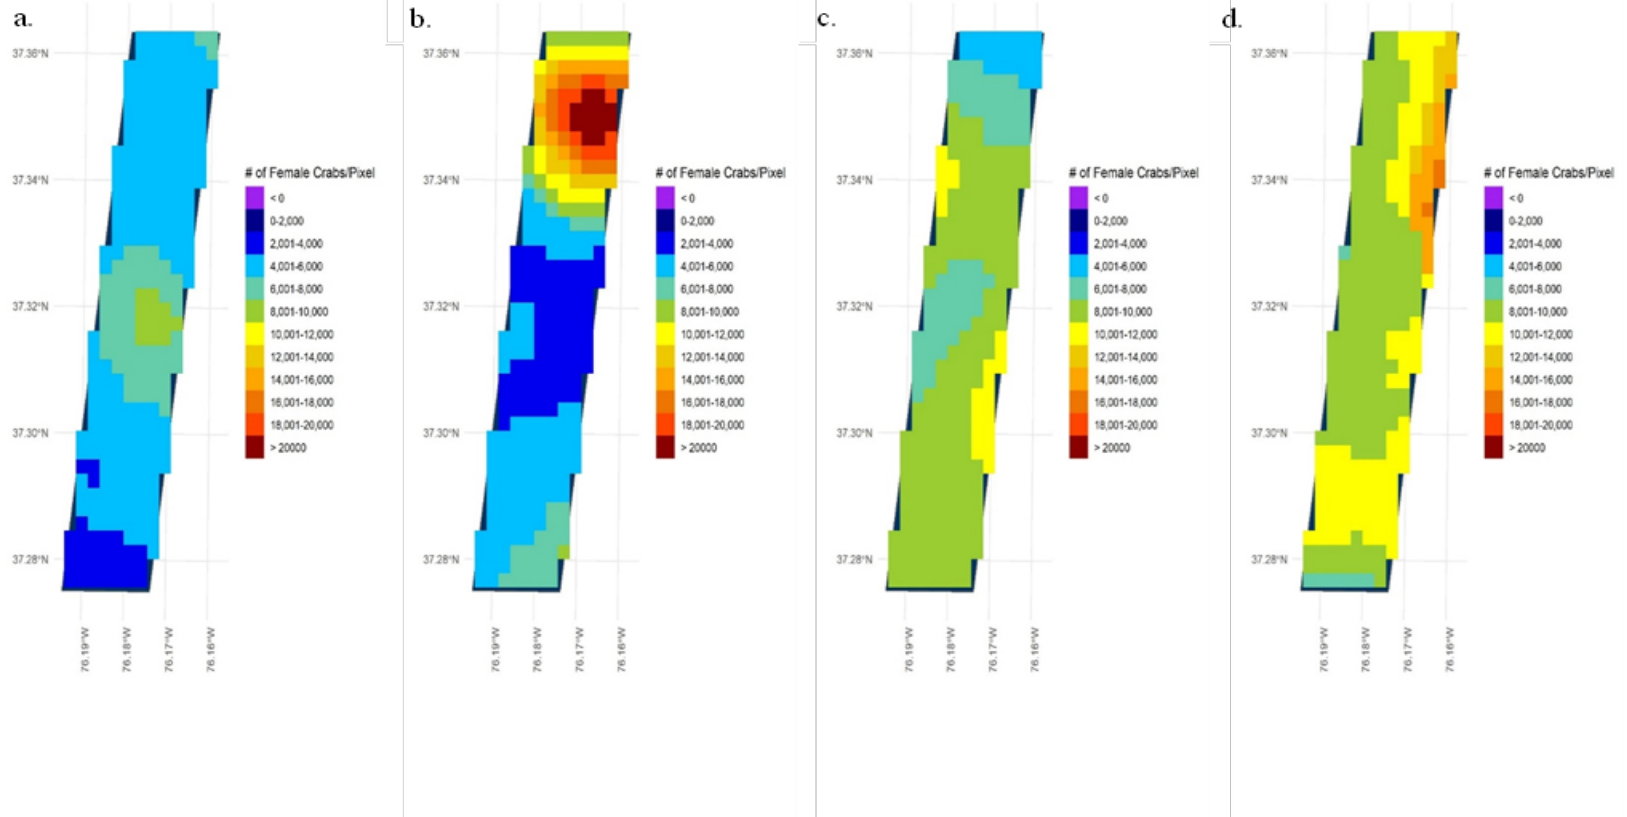 a.
37.36°N
37.34°N
37.32°N
37.30°N
37.28°N
76.19°W
76.18°W
76.17°W
76.16°W
# of Female Crabs/Pixel
< 0
0-2,000
2,001-4,000
4,001-6,000
6,001-8,000
8,001-10,000
10,001-12,000
12,001-14,000
14,001-16,000
16,001-18,000
18,001-20,000
> 20000
b.
37.36°N
37.34°N
37.32°N
37.30°N
37.28°N
76.19°W
76.18°W
76.17°W
76.16°W
# of Female Crabs/Pixel
< 0
0-2,000
2,001-4,000
4,001-6,000
6,001-8,000
8,001-10,000
10,001-12,000
12,001-14,000
14,001-16,000
16,001-18,000
18,001-20,000
> 20000
c.
37.36°N
37.34°N
37.32°N
37.30°N
37.28°N
76.19°W
76.18°W
76.17°W
76.16°W
# of Female Crabs/Pixel
< 0
0-2,000
2,001-4,000
4,001-6,000
6,001-8,000
8,001-10,000
10,001-12,000
12,001-14,000
14,001-16,000
16,001-18,000
18,001-20,000
> 20000
d.
37.36°N
37.34°N
37.32°N
37.30°N
37.28°N
76.19°W
76.18°W
76.17°W
76.16°W
# of Female Crabs/Pixel
< 0
0-2,000
2,001-4,000
4,001-6,000
6,001-8,000
8,001-10,000
10,001-12,000
12,001-14,000
14,001-16,000
16,001-18,000
18,001-20,000
> 20000